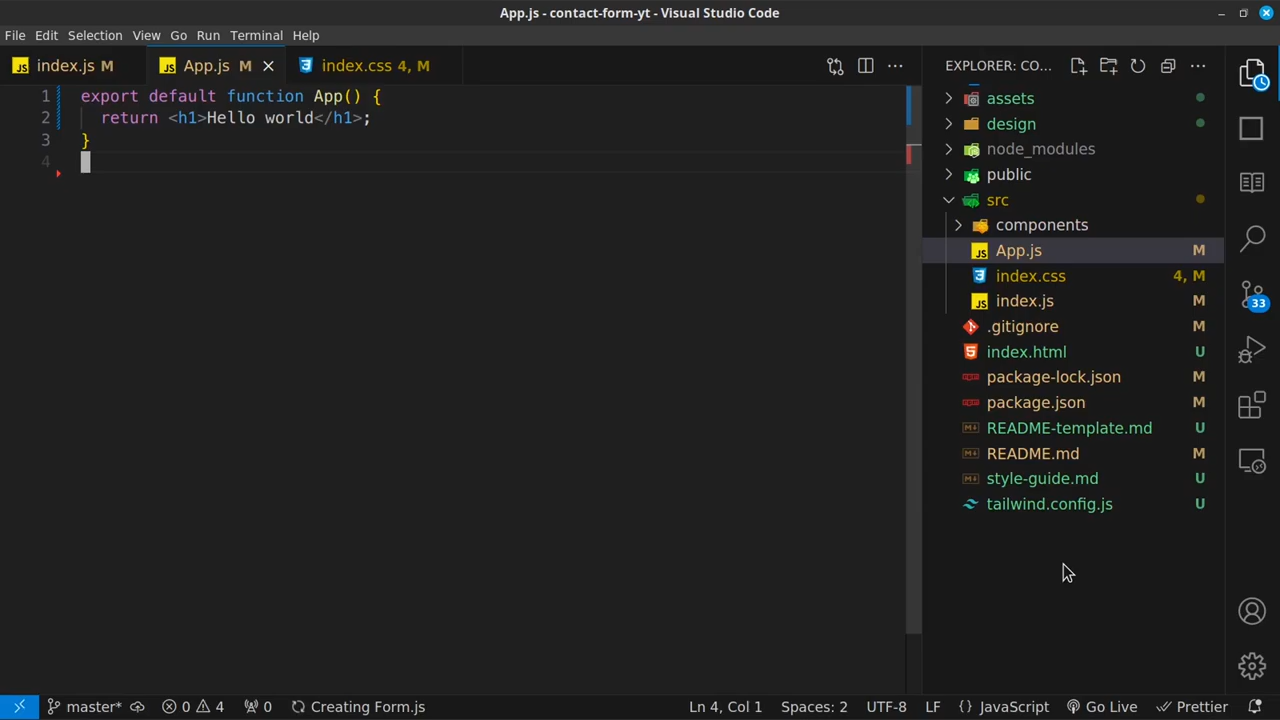 App.js - contact-form-yt - Visual Studio Code
File Edit Selection View Go Run Terminal Help
JS index.js M JS App.js M index.css 4, M
EXPLORER: CO...
1 export default function App() {
2 return <h1>Hello world</h1>;
3 }
4
assets
design
node_modules
public
src
components
JS App.js M
index.css 4, M
JS index.js M
.gitignore M
index.html U
package-lock.json M
package.json M
README-template.md U
README.md M
style-guide.md U
tailwind.config.js U
33
master* 0 4 0 Creating Form.js Ln 4, Col 1 Spaces: 2 UTF-8 LF {} JavaScript Go Live Prettier